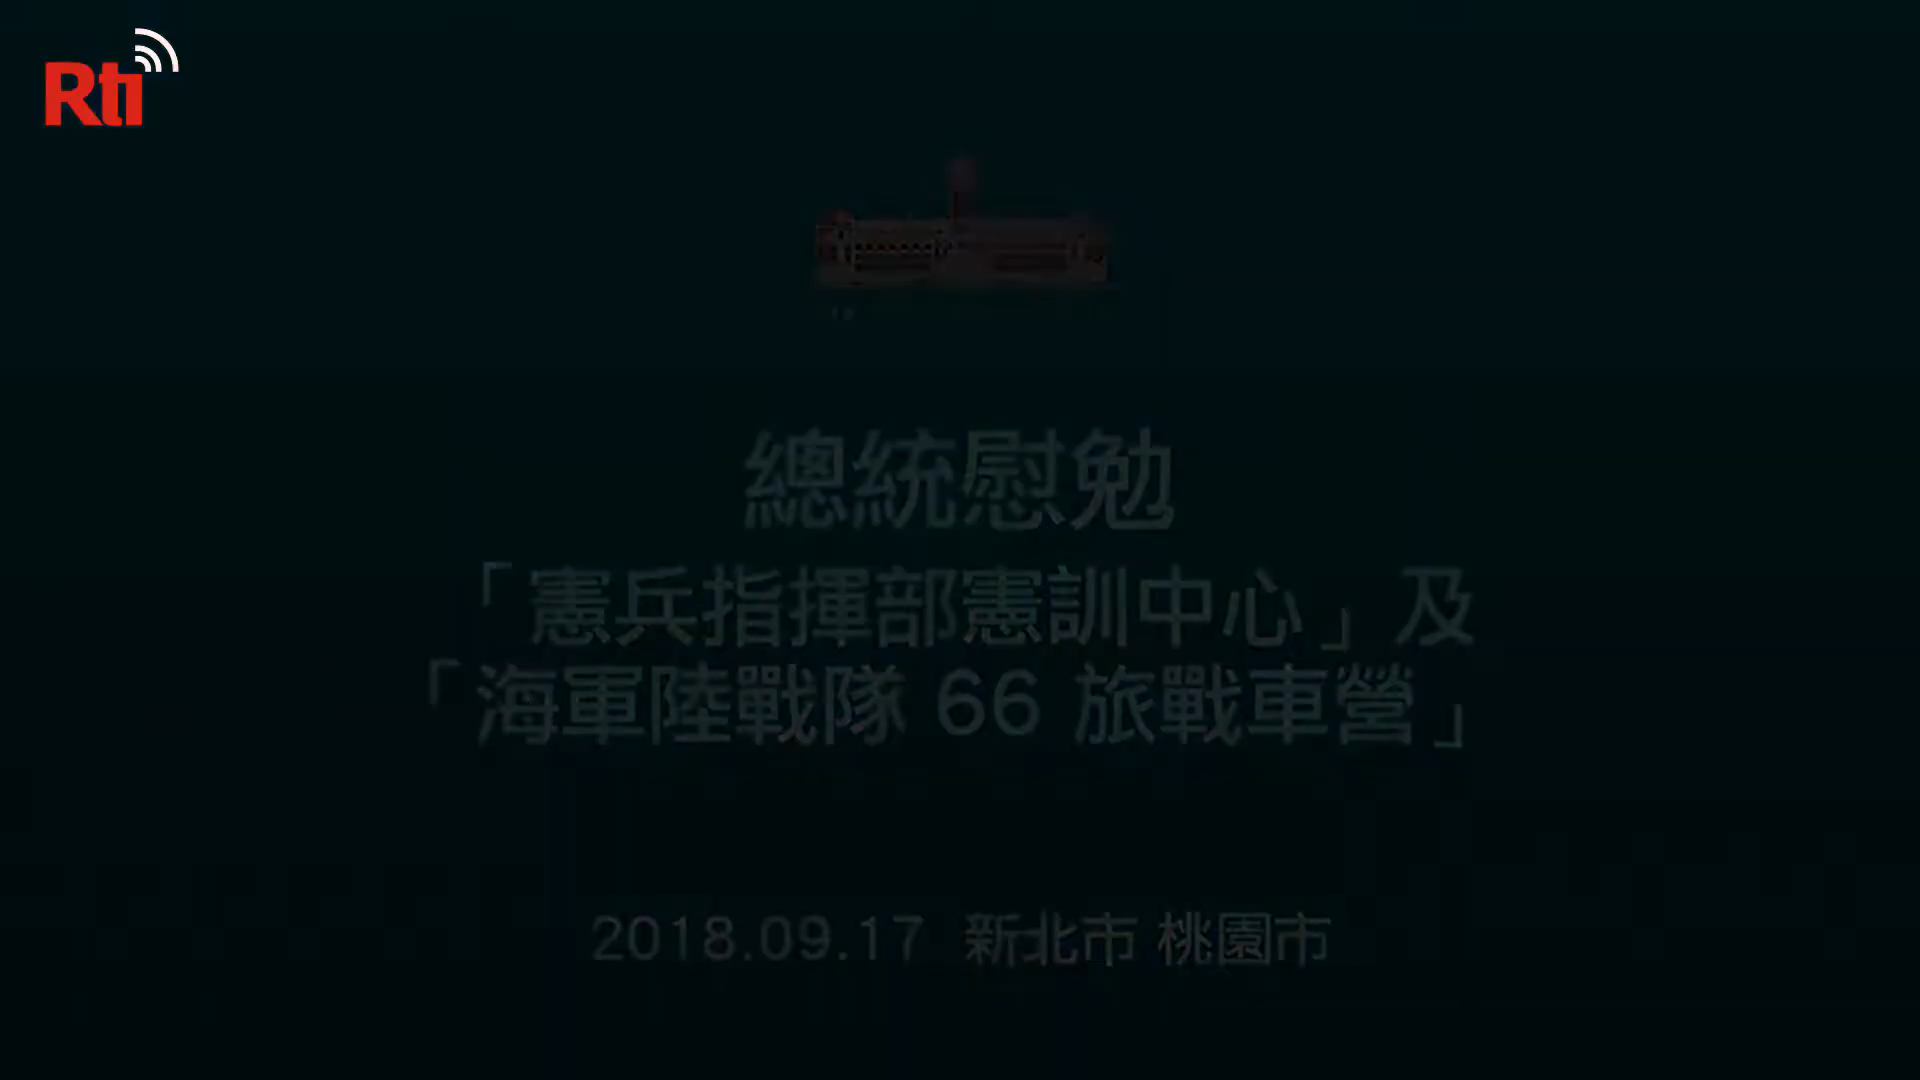 Rti
總統慰勉
「憲兵指揮部憲訓中心」及
「海軍陸戰隊 66 旅戰車營」
2018.09.17 新北市 桃園市